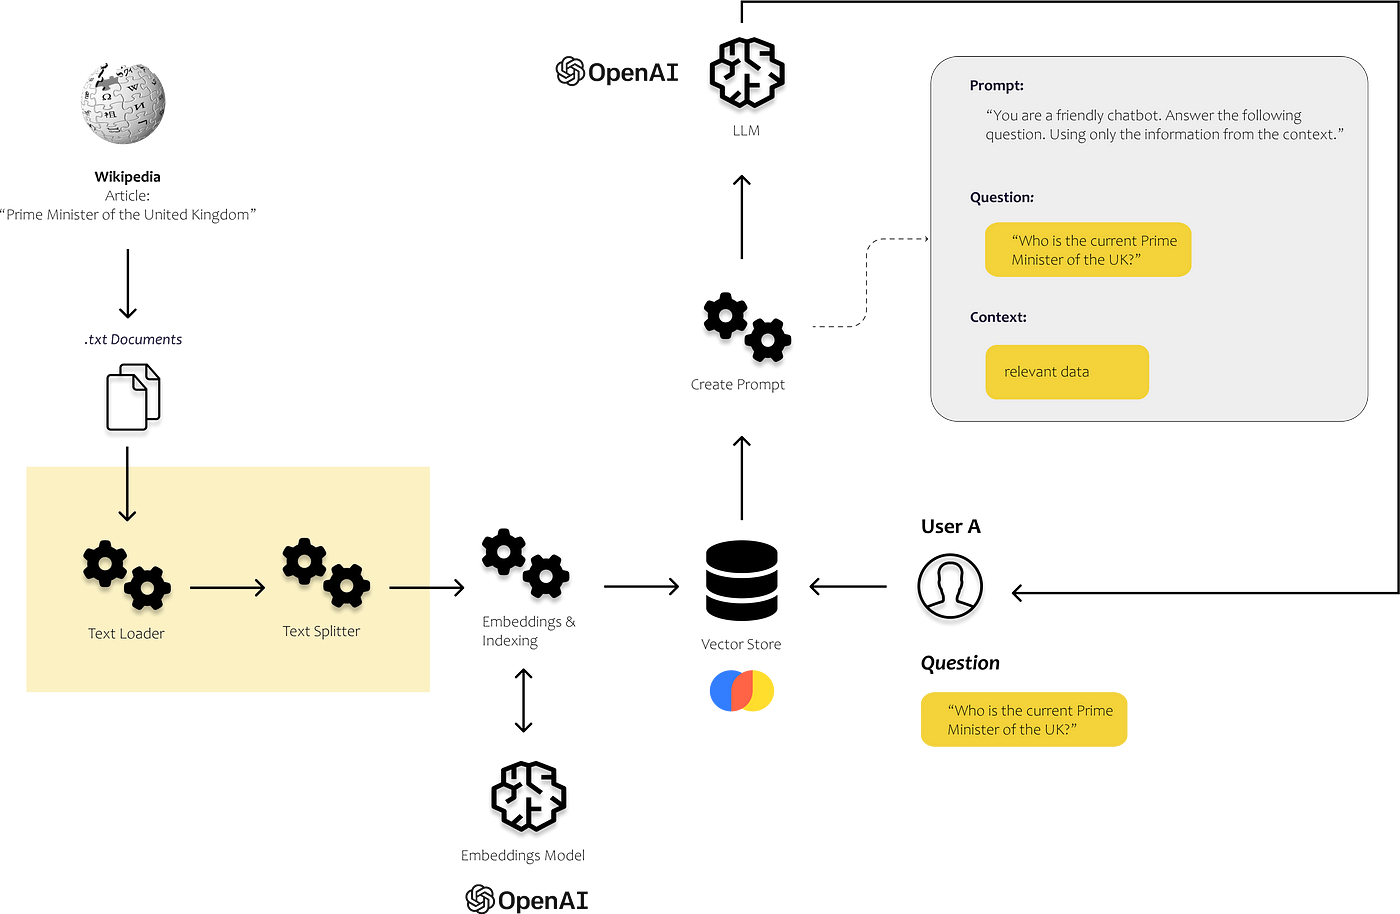 Wikipedia
Article:
“Prime Minister of the United Kingdom”
.txt Documents
Text Loader
Text Splitter
Embeddings &
Indexing
Embeddings Model
OpenAI
OpenAI
LLM
Create Prompt
Vector Store
Prompt:
“You are a friendly chatbot. Answer the following
question. Using only the information from the context.”
Question:
“Who is the current Prime
Minister of the UK?”
Context:
relevant data
User A
Question
“Who is the current Prime
Minister of the UK?”